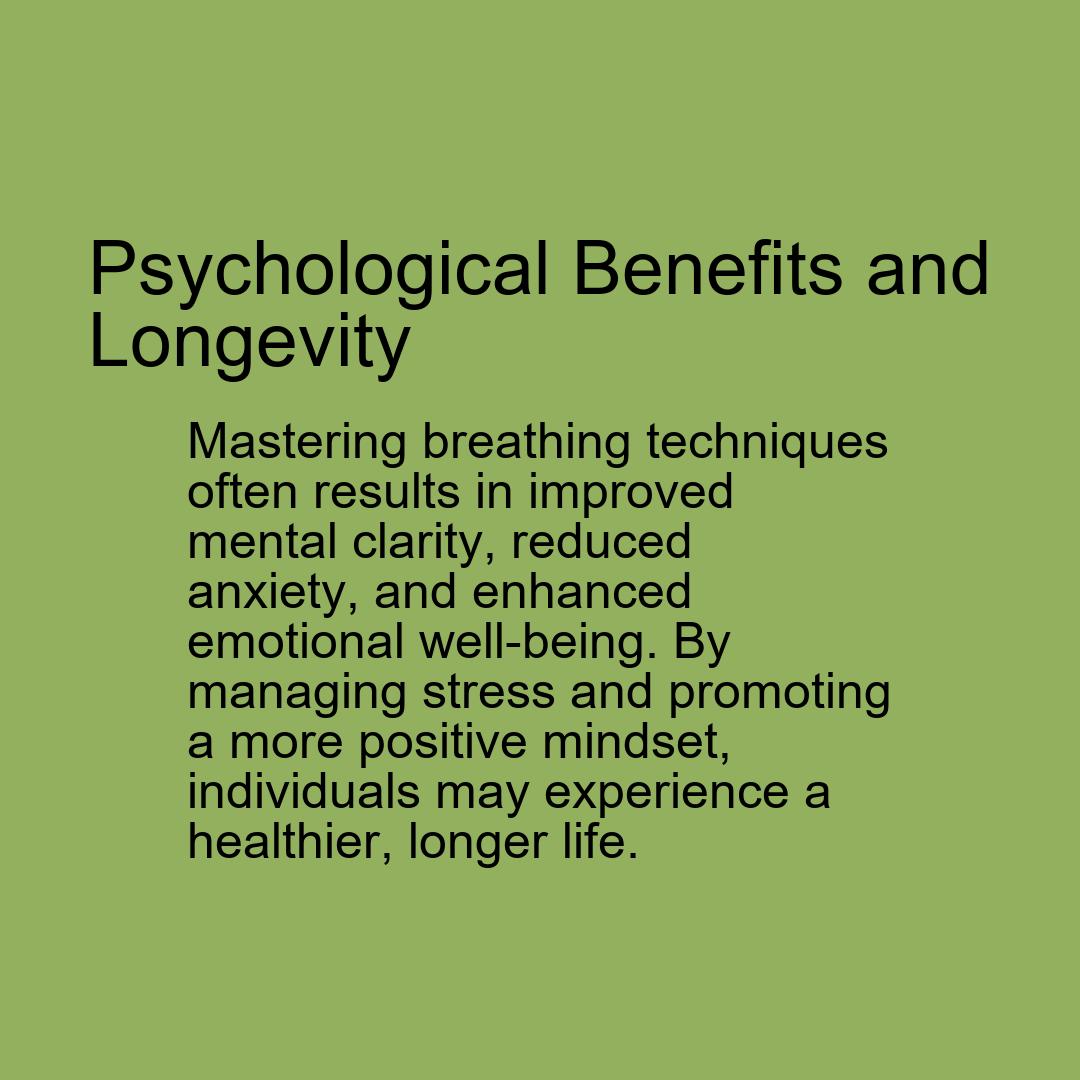 Psychological Benefits and
Longevity
Mastering breathing techniques
often results in improved
mental clarity, reduced
anxiety, and enhanced
emotional well-being. By
managing stress and promoting
a more positive mindset,
individuals may experience a
healthier, longer life.